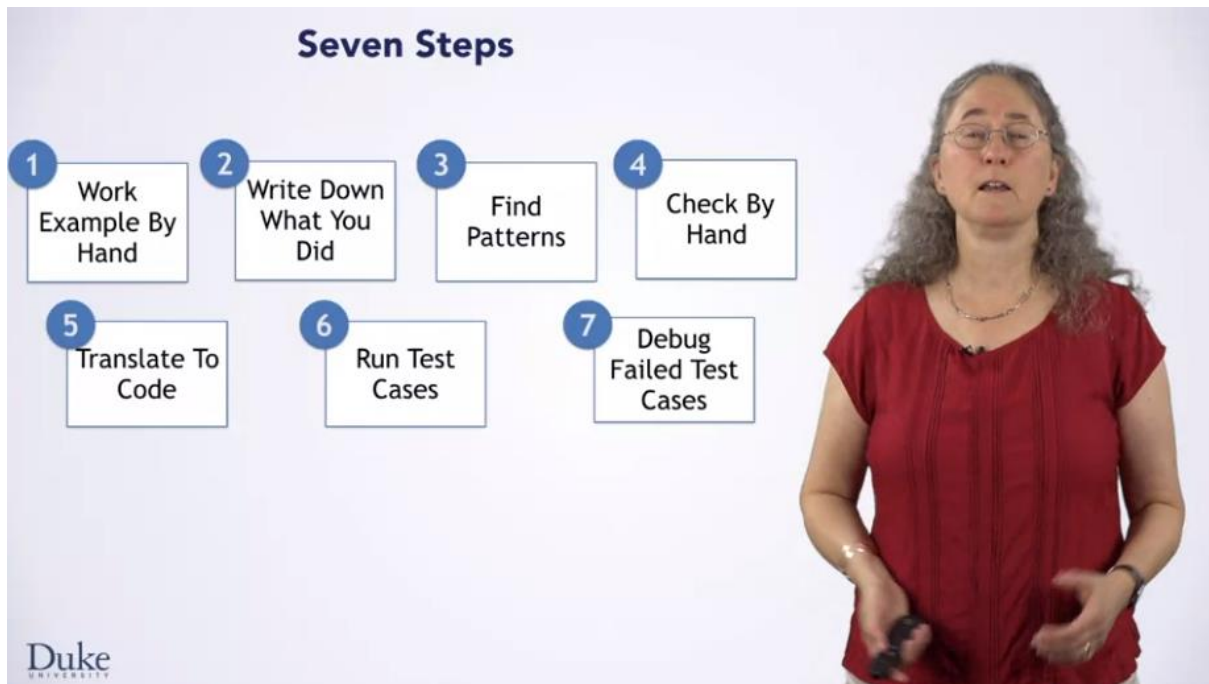 Seven Steps
1
Work
Example By
Hand
2
Write Down
What You
Did
3
Find
Patterns
4
Check By
Hand
5
Translate To
Code
6
Run Test
Cases
7
Debug
Failed Test
Cases
Duke
UNIVERSITY